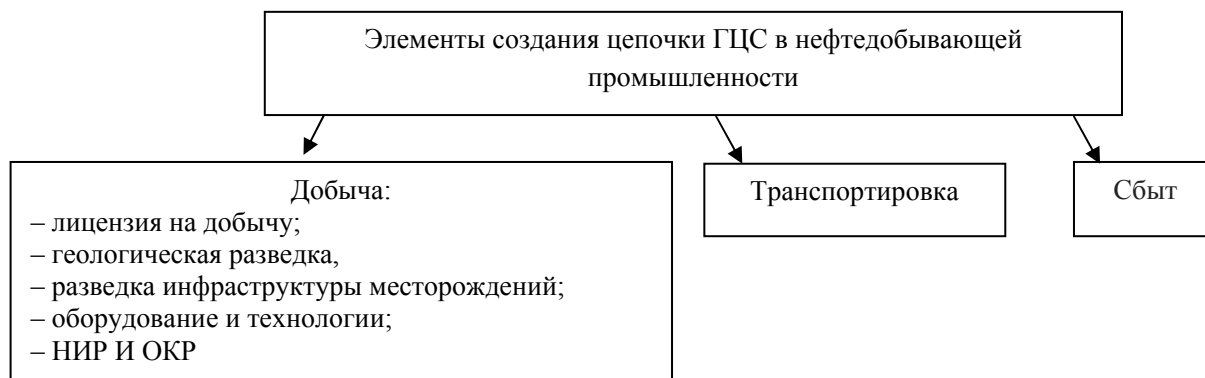 Элементы создания цепочки ГЦС в нефтедобывающей
промышленности
Добыча:
– лицензия на добычу;
– геологическая разведка,
– разведка инфраструктуры месторождений;
– оборудование и технологии;
– НИР И ОКР
Транспортировка
Сбыт